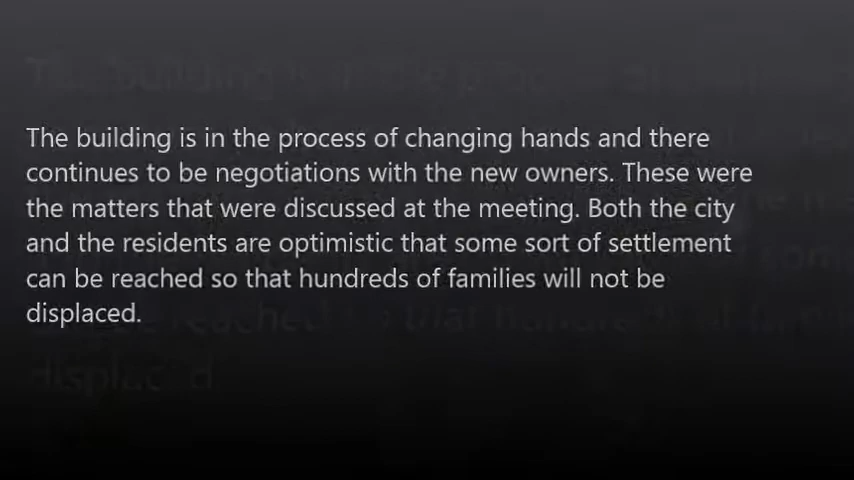 The building is in the process of changing hands and there
continues to be negotiations with the new owners. These were
the matters that were discussed at the meeting. Both the city
and the residents are optimistic that some sort of settlement
can be reached so that hundreds of families will not be
displaced.